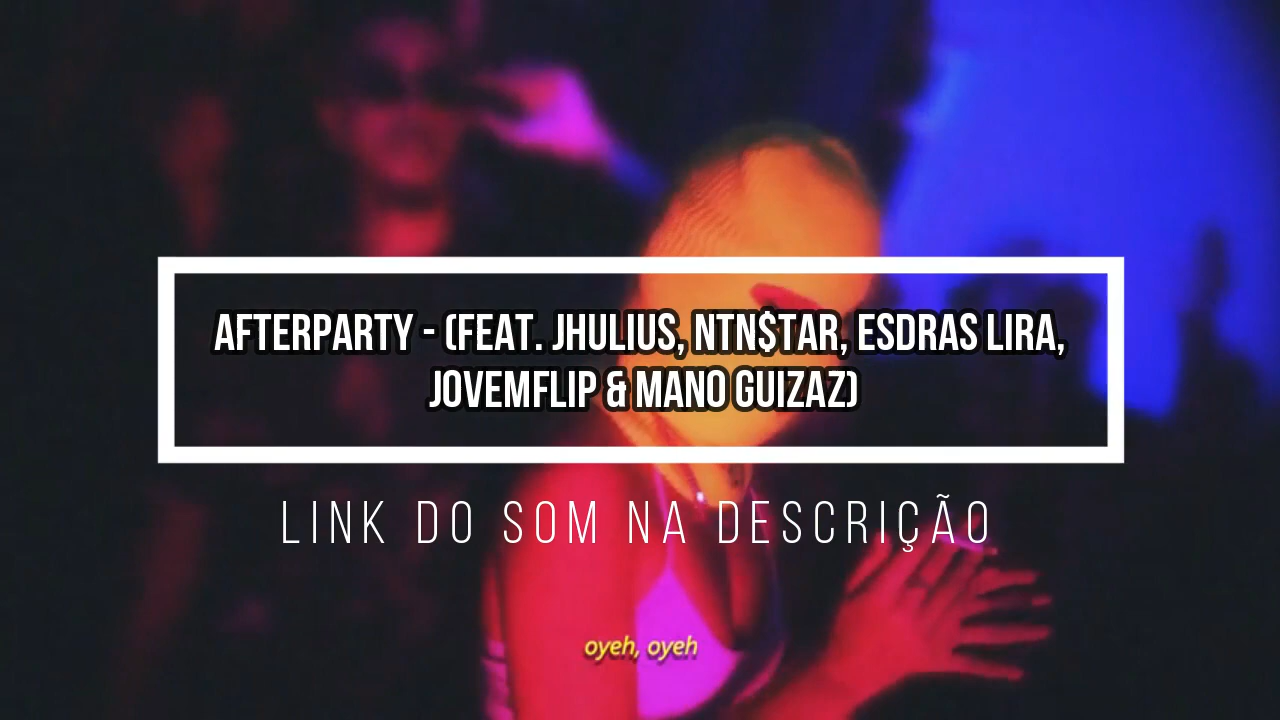 AFTERPARTY - (FEAT. JHULIUS, NTN$TAR, ESDRAS LIRA,
JOVEMFLIP & MANO GUIZAZ)
LINK DO SOM NA DESCRIÇÃO
oyeh, oyeh